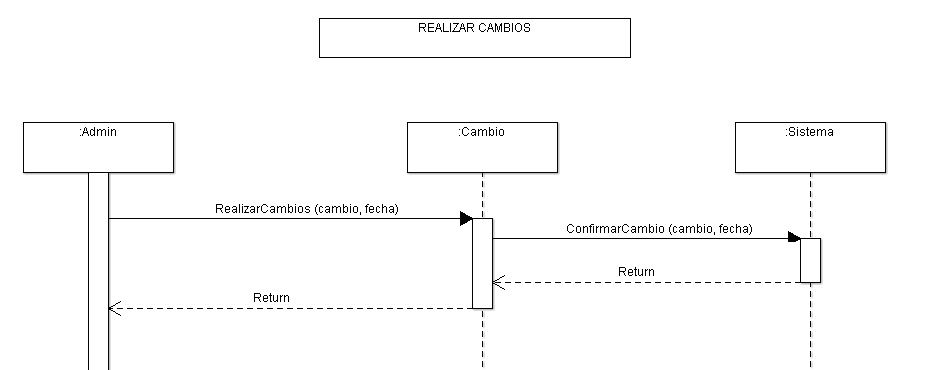 REALIZAR CAMBIOS
:Admin
:Cambio
:Sistema
RealizarCambios (cambio, fecha)
ConfirmarCambio (cambio, fecha)
Return
Return